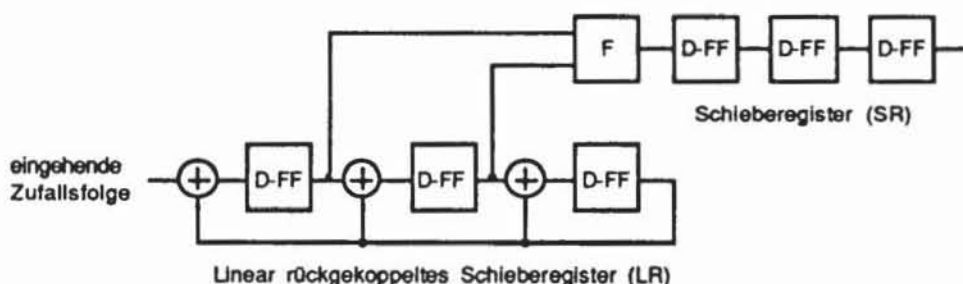 F
D-FF
D-FF
D-FF
Schieberegister (SR)
eingehende
Zufallsfolge
D-FF
D-FF
D-FF
Linear rückgekoppeltes Schieberegister (LR)